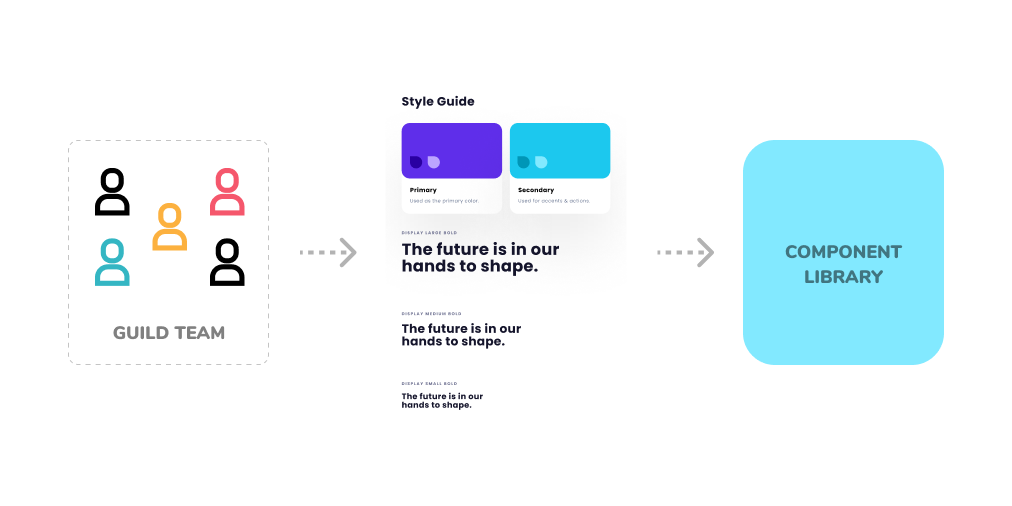 GUILD TEAM
Style Guide
Primary
Used as the primary color.
Secondary
Used for accents & actions.
DISPLAY LARGE BOLD
The future is in our
hands to shape.
DISPLAY MEDIUM BOLD
The future is in our
hands to shape.
DISPLAY SMALL BOLD
The future is in our
hands to shape.
COMPONENT
LIBRARY